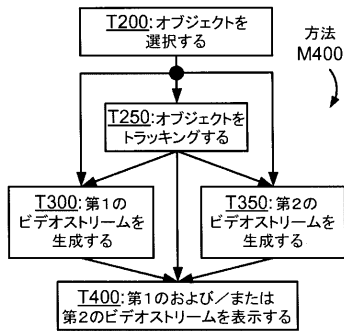 T200:オブジェクトを
選択する
方法
M400
T250:オブジェクトを
トラッキングする
T300:第1の
ビデオストリームを
生成する
T350:第2の
ビデオストリームを
生成する
T400:第1のおよび/または
第2のビデオストリームを表示する